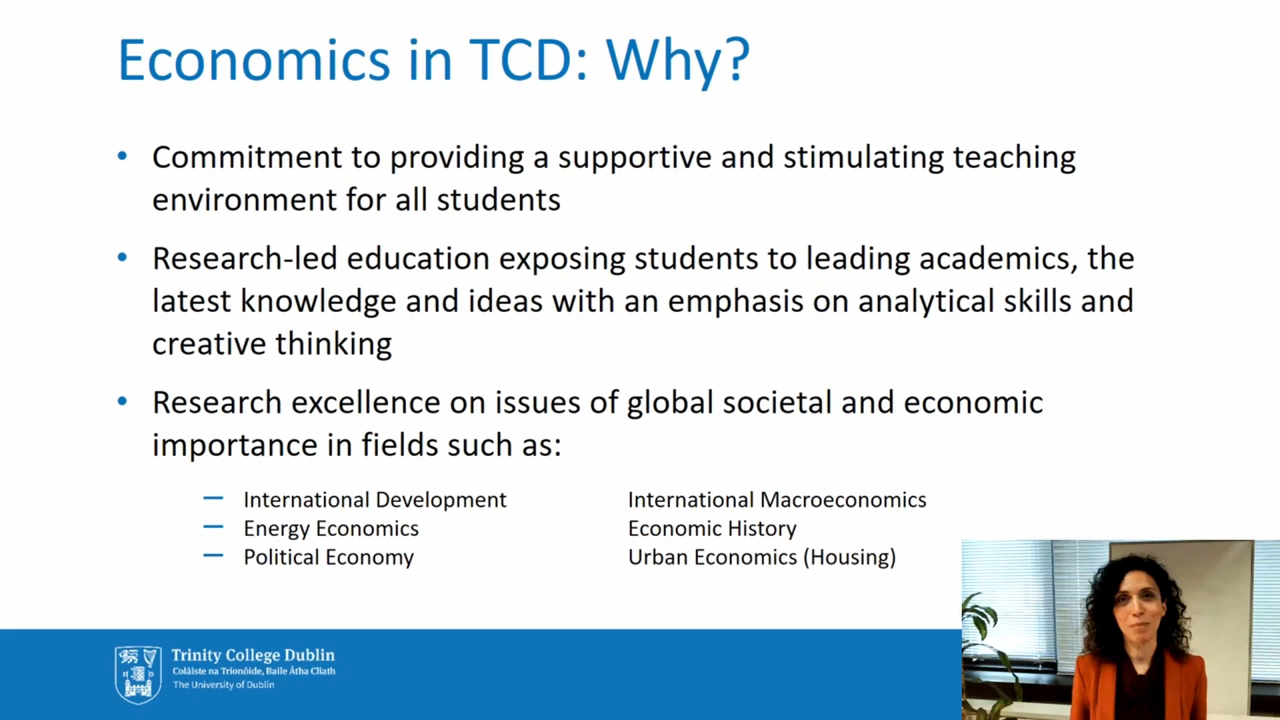 Economics in TCD: Why?
• Commitment to providing a supportive and stimulating teaching
environment for all students
• Research-led education exposing students to leading academics, the
latest knowledge and ideas with an emphasis on analytical skills and
creative thinking
• Research excellence on issues of global societal and economic
importance in fields such as:
— International Development International Macroeconomics
— Energy Economics Economic History
— Political Economy Urban Economics (Housing)
Trinity College Dublin
Coláiste na Tríonóide, Baile Átha Cliath
The University of Dublin